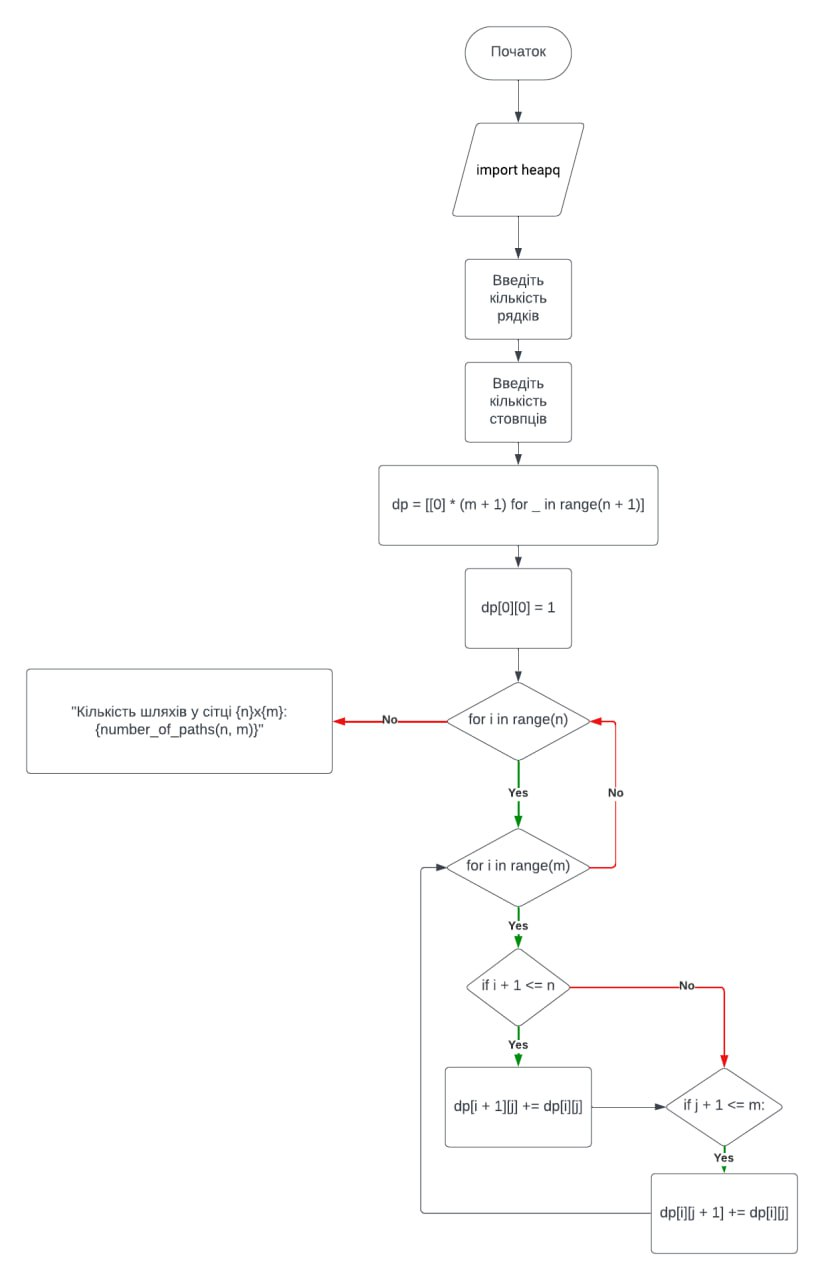 Початок
import heapq
Введіть
кількість
рядків
Введіть
кількість
стовпців
dp = [[0] * (m + 1) for _ in range(n + 1)]
dp[0][0] = 1
"Кількість шляхів у сітці {n}x{m}:
{number_of_paths(n, m)}"
No
for i in range(n)
Yes
No
for i in range(m)
Yes
if i + 1 <= n
No
Yes
dp[i + 1][j] += dp[i][j]
if j + 1 <= m:
Yes
dp[i][j + 1] += dp[i][j]